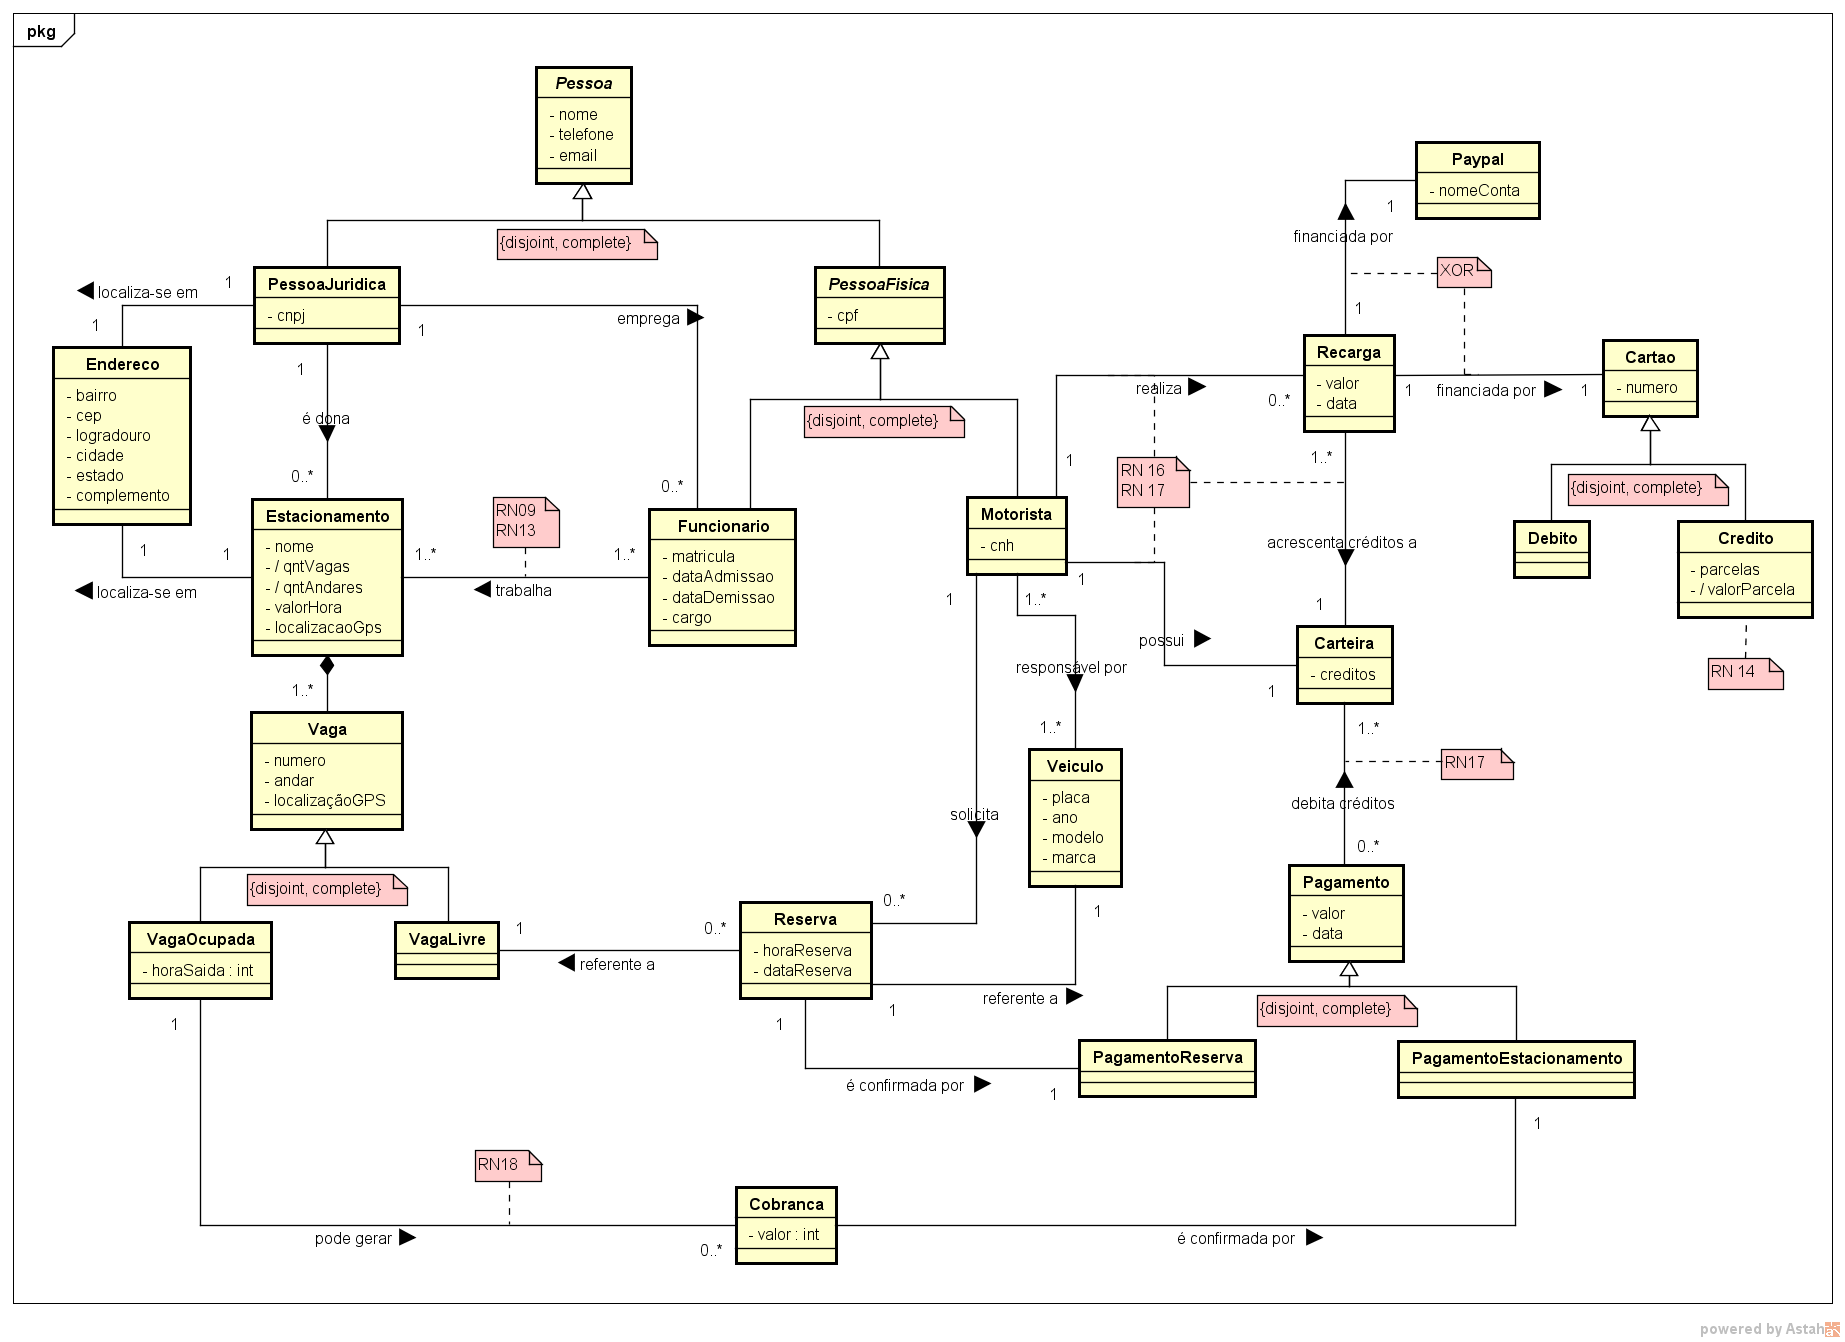 pkg
Pessoa
- nome
- telefone
- email
{disjoint, complete}
PessoaJuridica
- cnpj
PessoaFisica
- cpf
{disjoint, complete}
localiza-se em
1
1
Endereco
- bairro
- cep
- logradouro
- cidade
- estado
- complemento
1
1
localiza-se em
1
é dona
0..*
1
emprega
0..*
Estacionamento
- nome
- / qntVagas
- / qntAndares
- valorHora
- localizacaoGps
RN09
RN13
1..*
1..*
trabalha
Funcionario
- matricula
- dataAdmissao
- dataDemissao
- cargo
Motorista
- cnh
1
realiza
0..*
RN 16
RN 17
Paypal
- nomeConta
1
financiada por
1
XOR
Recarga
- valor
- data
1
financiada por
1
Cartao
- numero
{disjoint, complete}
Debito
Credito
- parcelas
- / valorParcela
RN 14
1..*
acrescenta créditos a
1
1
possui
1
Carteira
- creditos
1..*
RN17
debita créditos
0..*
1
solicita
0..*
1..*
responsável por
1..*
Veiculo
- placa
- ano
- modelo
- marca
1
1..*
Vaga
- numero
- andar
- localizaçãoGPS
{disjoint, complete}
VagaOcupada
- horaSaida : int
VagaLivre
1
0..*
referente a
Reserva
- horaReserva
- dataReserva
referente a
1
1
é confirmada por
1
Pagamento
- valor
- data
{disjoint, complete}
PagamentoReserva
PagamentoEstacionamento
1
1
RN18
pode gerar
0..*
Cobranca
- valor : int
é confirmada por
powered by Astah